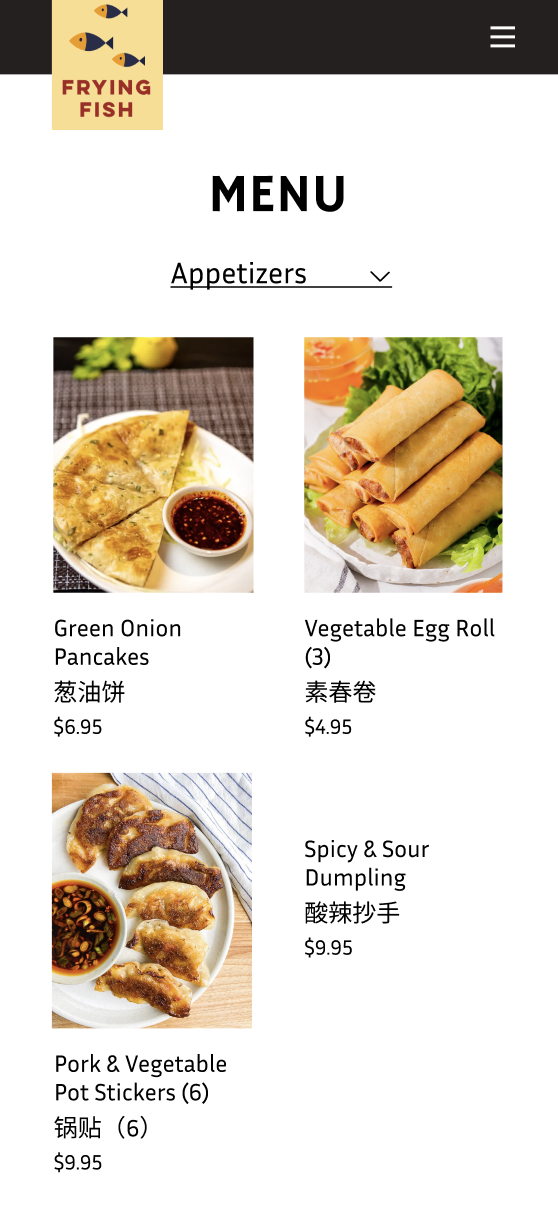 FRYING
FISH
MENU
Appetizers
Green Onion
Pancakes
葱油饼
$6.95
Vegetable Egg Roll
(3)
素春卷
$4.95
Pork & Vegetable
Pot Stickers (6)
锅贴（6）
$9.95
Spicy & Sour
Dumpling
酸辣抄手
$9.95